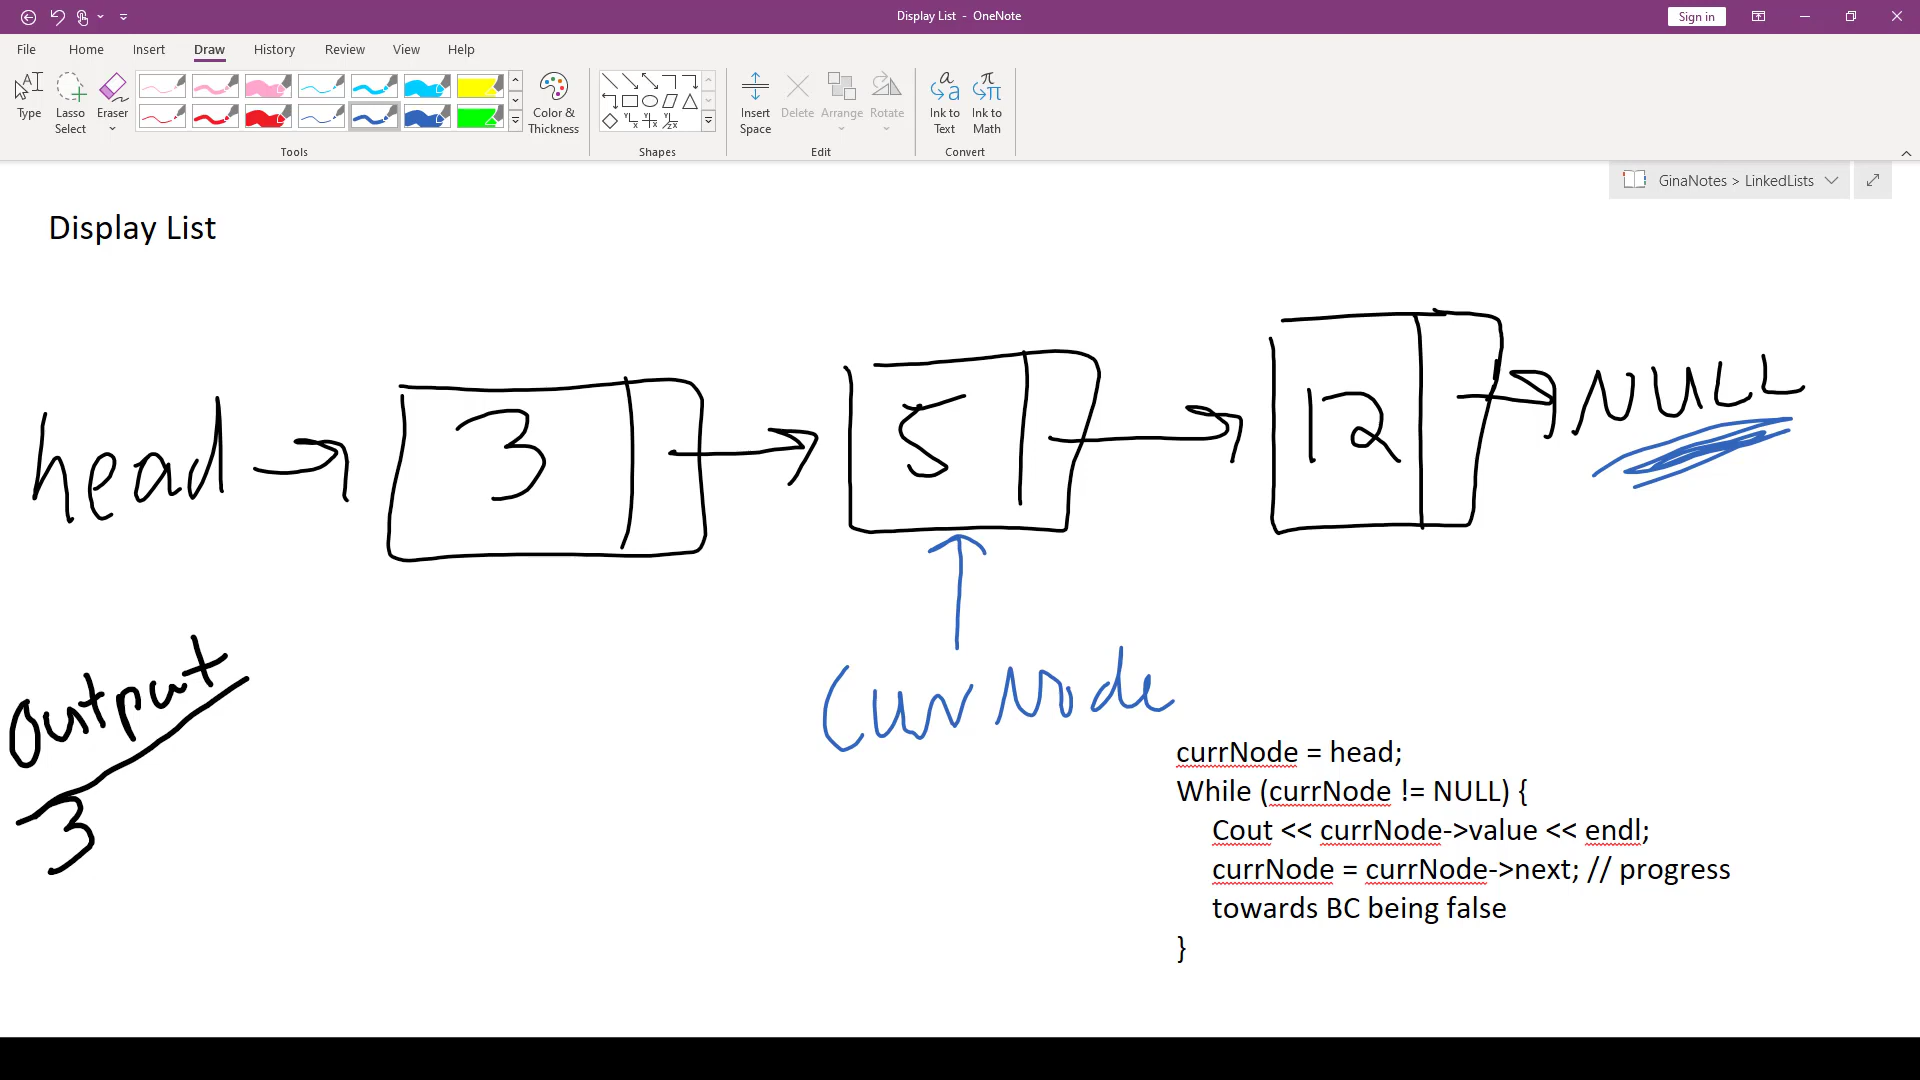 Display List - OneNote
Sign in
File Home Insert Draw History Review View Help
Type
Lasso Select
Eraser
Color & Thickness
Insert Space
Delete
Arrange
Rotate
Ink to Text
Ink to Math
Tools
Shapes
Edit
Convert
GinaNotes > LinkedLists
Display List
head 3 5 12 NULL
Output
3
CurrNode
currNode = head;
While (currNode != NULL) {
Cout << currNode->value << endl;
currNode = currNode->next; // progress
towards BC being false
}